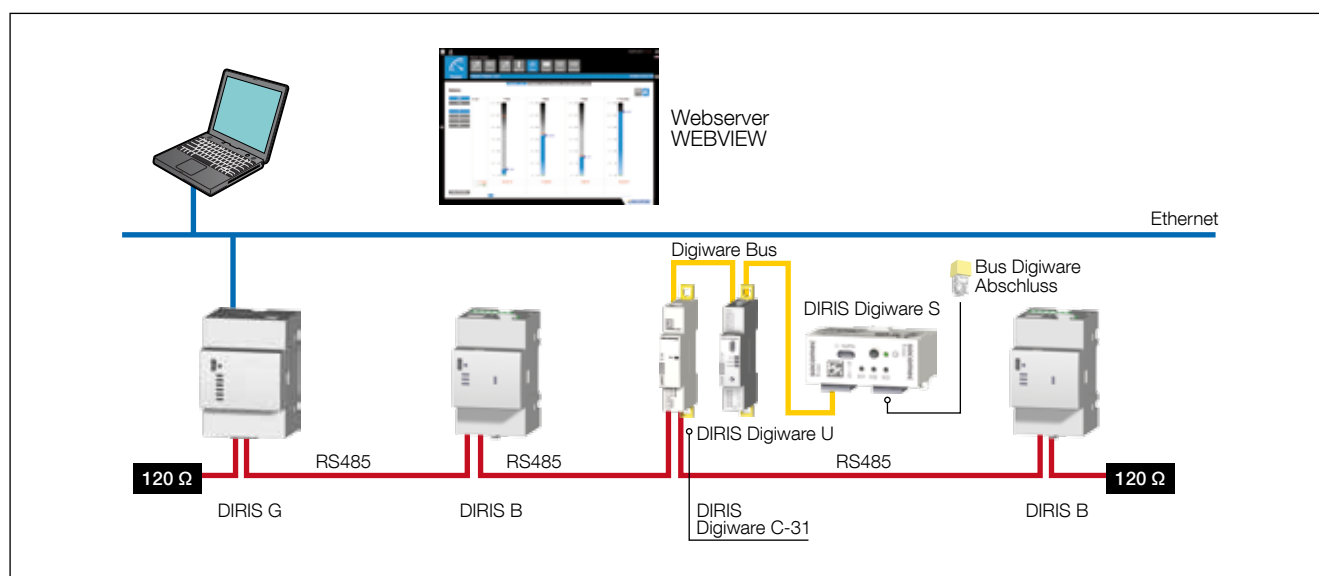 Webserver
WEBVIEW
Ethernet
Digiware Bus
Bus Digiware
Abschluss
DIRIS Digiware S
DIRIS Digiware U
RS485
RS485
RS485
120 Ω
120 Ω
DIRIS G
DIRIS B
DIRIS
Digiware C-31
DIRIS B